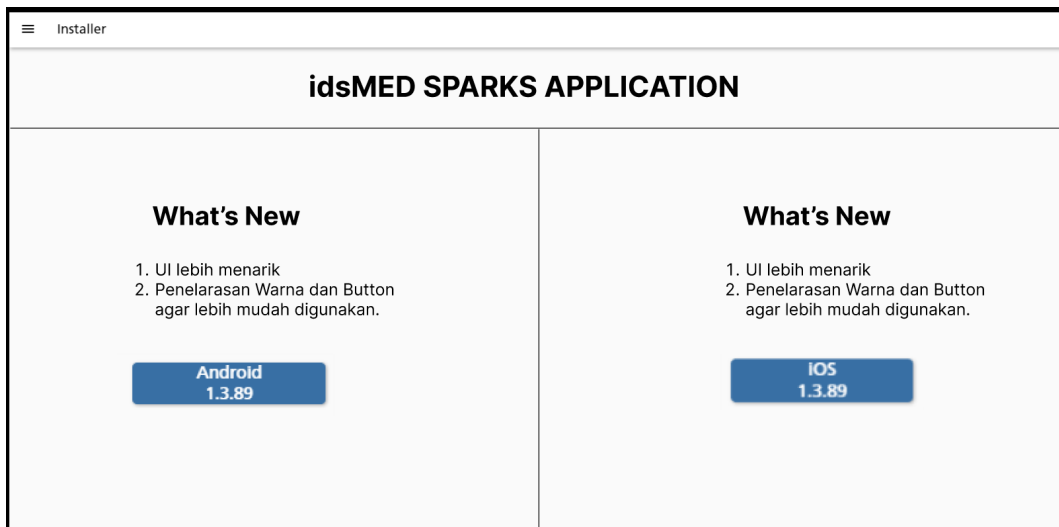 Installer
idsMED SPARKS APPLICATION
What’s New
1. UI lebih menarik
2. Penelarasan Warna dan Button
agar lebih mudah digunakan.
Android
1.3.89
What’s New
1. UI lebih menarik
2. Penelarasan Warna dan Button
agar lebih mudah digunakan.
iOS
1.3.89